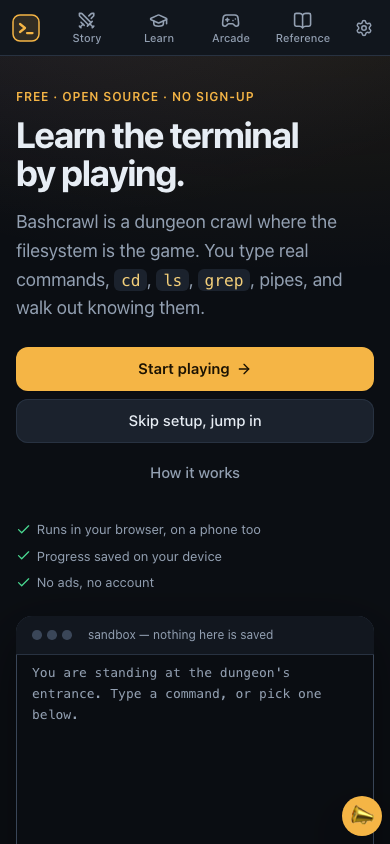 Story
Learn
Arcade
Reference
FREE · OPEN SOURCE · NO SIGN-UP
Learn the terminal
by playing.
Bashcrawl is a dungeon crawl where the
filesystem is the game. You type real
commands, cd, ls, grep, pipes, and
walk out knowing them.
Start playing →
Skip setup, jump in
How it works
Runs in your browser, on a phone too
Progress saved on your device
No ads, no account
sandbox — nothing here is saved
You are standing at the dungeon's
entrance. Type a command, or pick one
below.